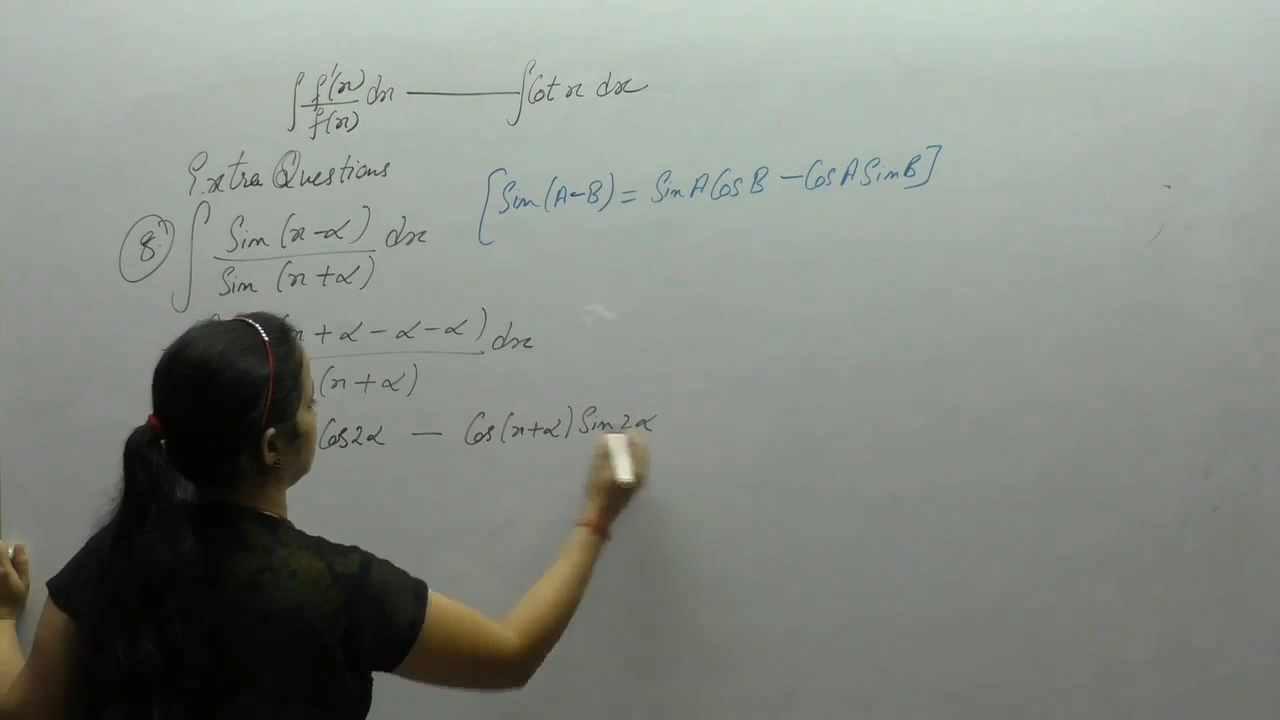 ∫ f'(x)/f(x) dx —— ∫ Cot x dx
Extra Questions
[Sin(A-B) = SinA CosB - CosA SinB]
8. ∫ Sin(x-α)/Sin(x+α) dx
x + α - α - α) dx
(x + α)
Cos2α - Cos(x+α) Sin2α